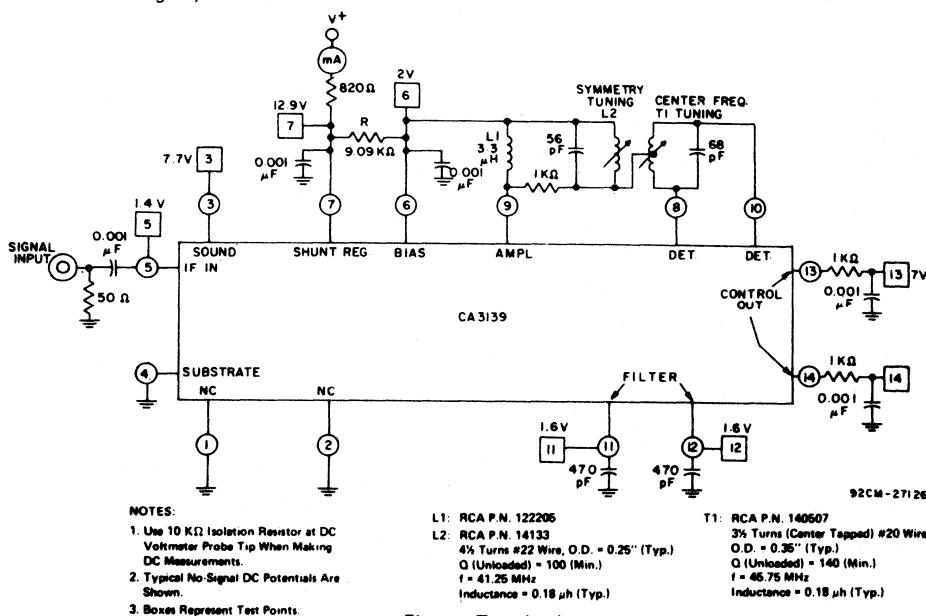 V+
mA
820Ω
12.9V
7
R
9.09KΩ
0.001
μF
2V
6
0.001
μF
L1
3.3
μH
1KΩ
56
pF
SYMMETRY
TUNING
L2
CENTER FREQ.
T1 TUNING
68
pF
7.7V
3
1.4 V
5
0.001
μF
SIGNAL
INPUT
50 Ω
3
7
6
9
8
10
5
IF IN
SOUND
SHUNT REG.
BIAS
AMPL
DET.
DET.
13
1KΩ
13
7V
0.001
μF
CONTROL
OUT
CA3139
4
SUBSTRATE
NC
NC
FILTER
14
1KΩ
14
0.001
μF
1
2
1.6V
11
11
470
pF
12
1.6V
12
470
pF
92CM-27126
NOTES:
1. Use 10 KΩ Isolation Resistor at DC
Voltmeter Probe Tip When Making
DC Measurements.
2. Typical No-Signal DC Potentials Are
Shown.
3. Boxes Represent Test Points.
L1: RCA P.N. 122205
L2: RCA P.N. 14133
4½ Turns #22 Wire, O.D. = 0.25" (Typ.)
Q (Unloaded) = 100 (Min.)
f = 41.25 MHz
Inductance = 0.18 μh (Typ.)
T1: RCA P.N. 140507
3½ Turns (Center Tapped) #20 Wire
O.D. = 0.35" (Typ.)
Q (Unloaded) = 140 (Min.)
f = 45.75 MHz
Inductance = 0.18 μh (Typ.)